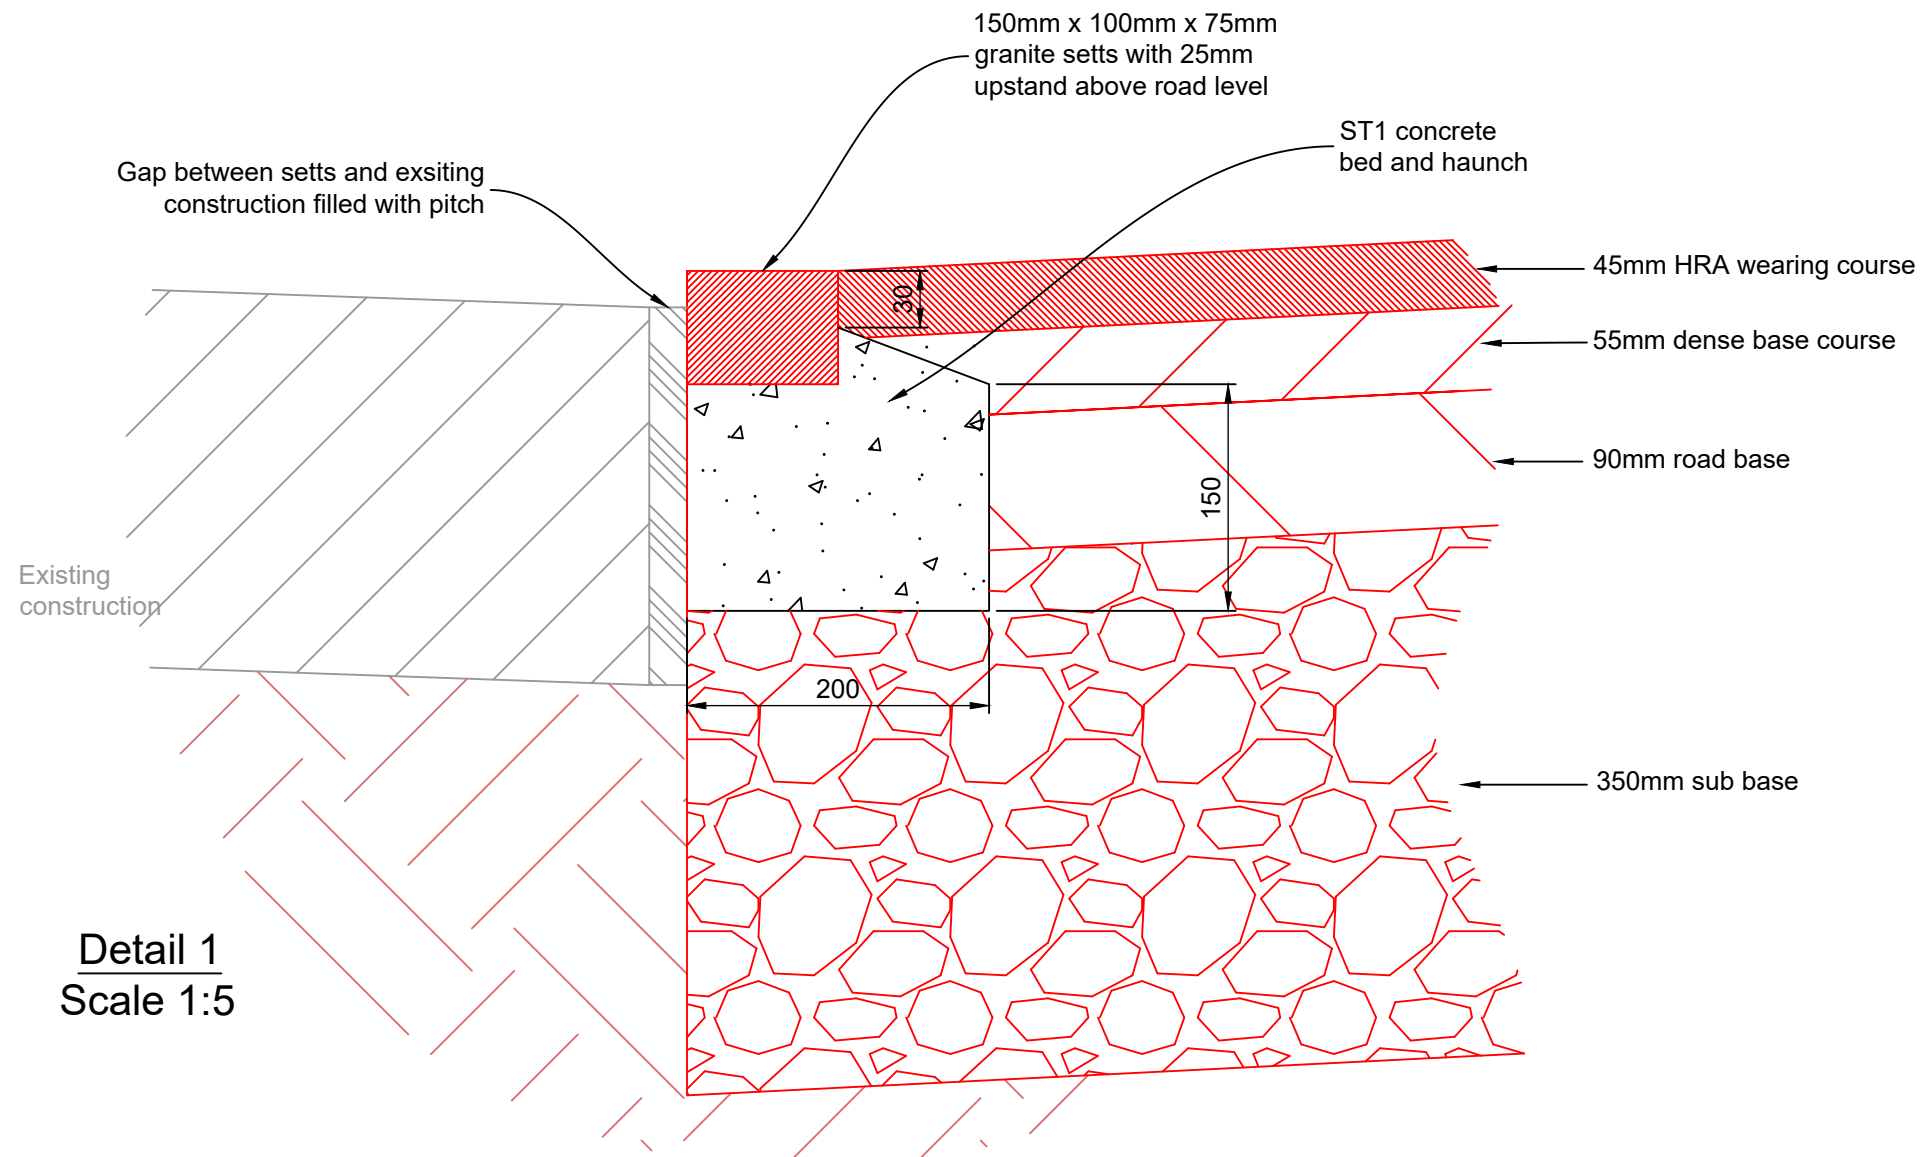 150mm x 100mm x 75mm
granite setts with 25mm
upstand above road level
ST1 concrete
bed and haunch
Gap between setts and exsiting
construction filled with pitch
45mm HRA wearing course
30
55mm dense base course
90mm road base
150
Existing
construction
200
350mm sub base
Detail 1
Scale 1:5